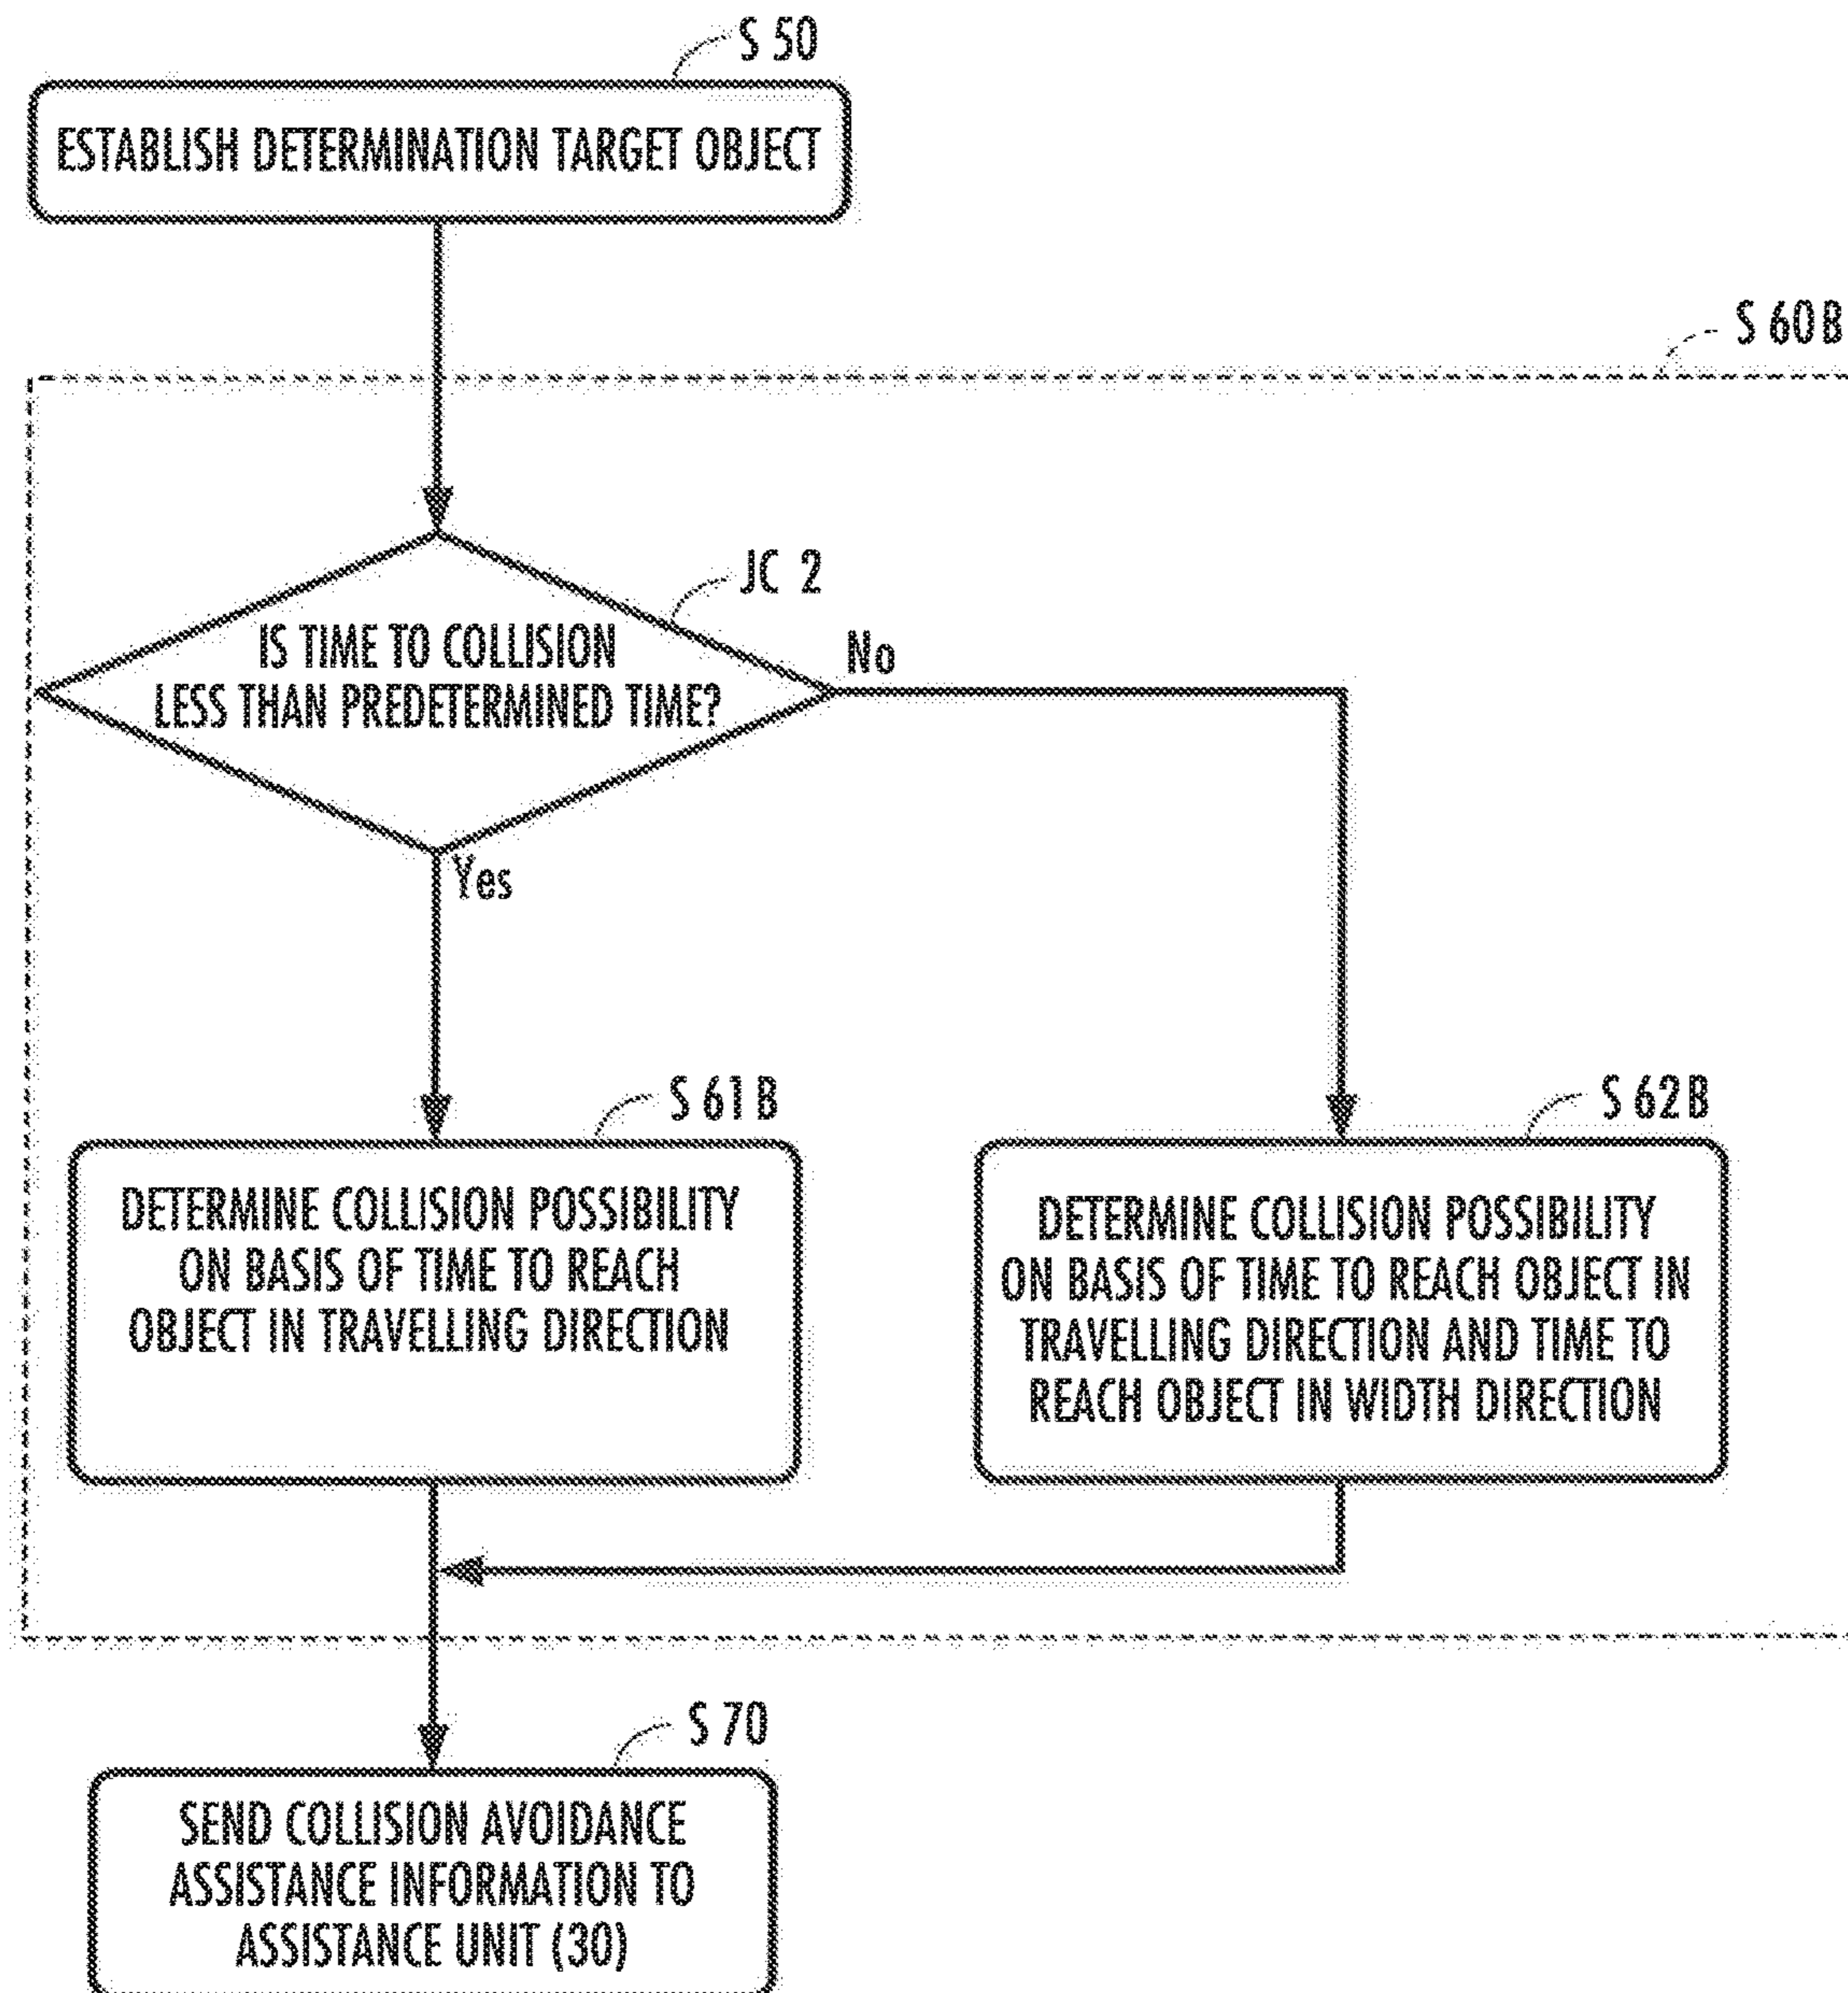 S 50
ESTABLISH DETERMINATION TARGET OBJECT
S 60B
JC 2
IS TIME TO COLLISION
LESS THAN PREDETERMINED TIME?
No
Yes
S 61B
DETERMINE COLLISION POSSIBILITY
ON BASIS OF TIME TO REACH
OBJECT IN TRAVELLING DIRECTION
S 62B
DETERMINE COLLISION POSSIBILITY
ON BASIS OF TIME TO REACH OBJECT IN
TRAVELLING DIRECTION AND TIME TO
REACH OBJECT IN WIDTH DIRECTION
S 70
SEND COLLISION AVOIDANCE
ASSISTANCE INFORMATION TO
ASSISTANCE UNIT (30)